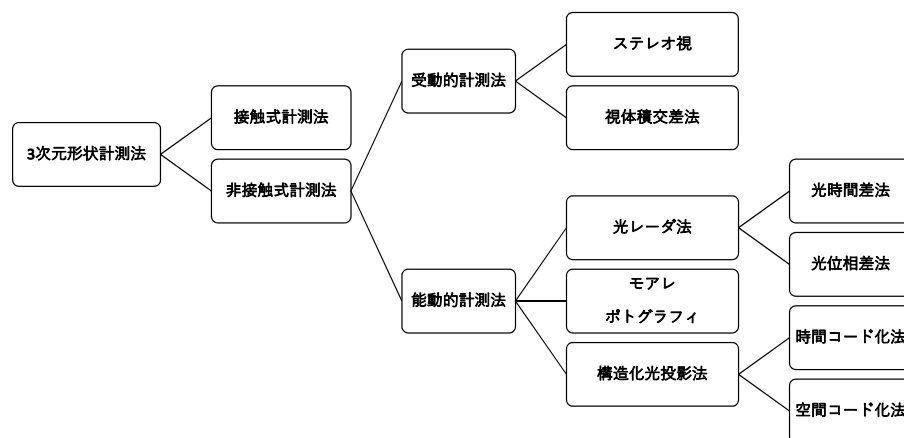 3次元形状計測法
接触式計測法
非接触式計測法
受動的計測法
ステレオ視
視体積交差法
能動的計測法
光レーダ法
光時間差法
光位相差法
モアレ
ポトグラフィ
構造化光投影法
時間コード化法
空間コード化法